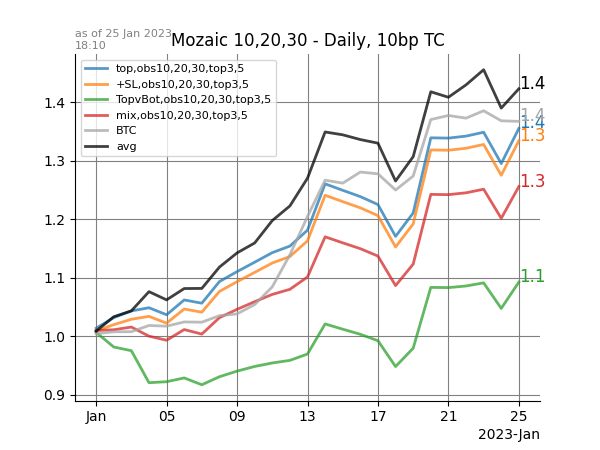 as of 25 Jan 2023
18:10
Mozaic 10,20,30 - Daily, 10bp TC
top,obs10,20,30,top3,5
+SL,obs10,20,30,top3,5
TopvBot,obs10,20,30,top3,5
mix,obs10,20,30,top3,5
BTC
avg
1.4
1.3
1.2
1.1
1.0
0.9
1.4
1.4
1.4
1.3
1.3
1.1
Jan
05
09
13
17
21
25
2023-Jan